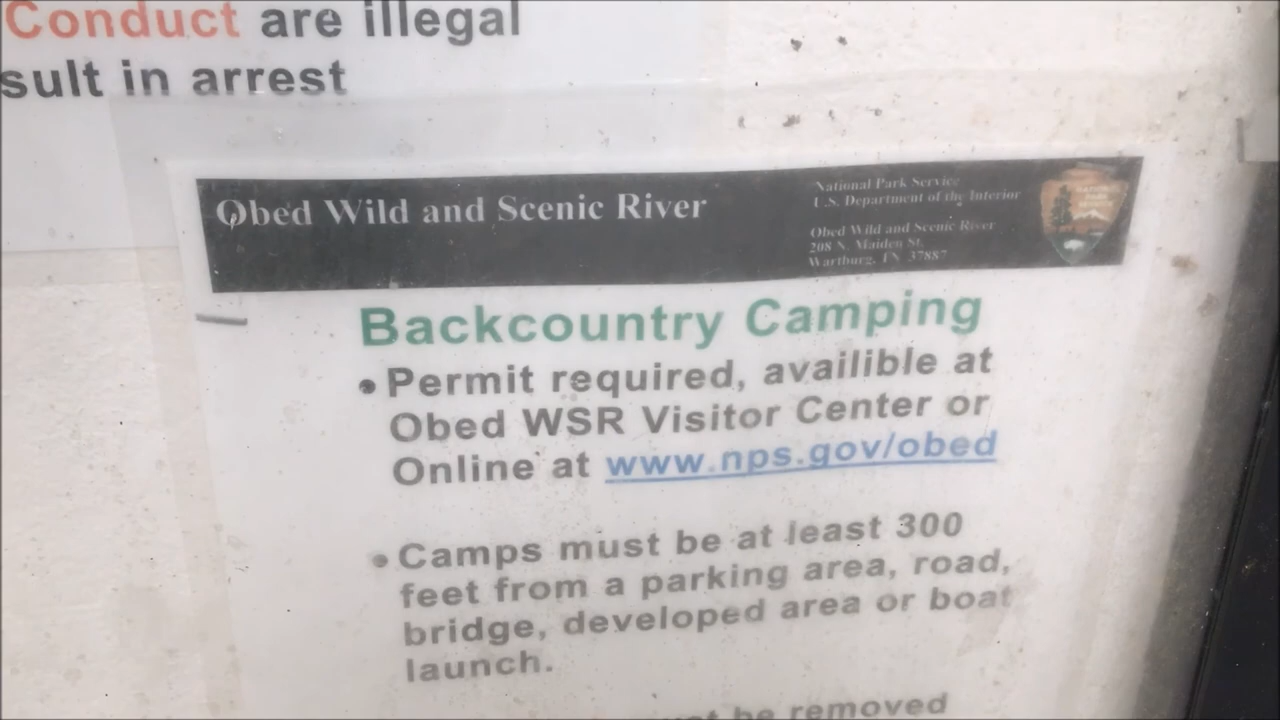 Conduct are illegal
sult in arrest
Obed Wild and Scenic River
National Park Service
U.S. Department of the Interior
Obed Wild and Scenic River
208 N. Maiden St.
Wartburg, TN 37887
Backcountry Camping
• Permit required, availible at
Obed WSR Visitor Center or
Online at www.nps.gov/obed
• Camps must be at least 300
feet from a parking area, road,
bridge, developed area or boat
launch.
be removed